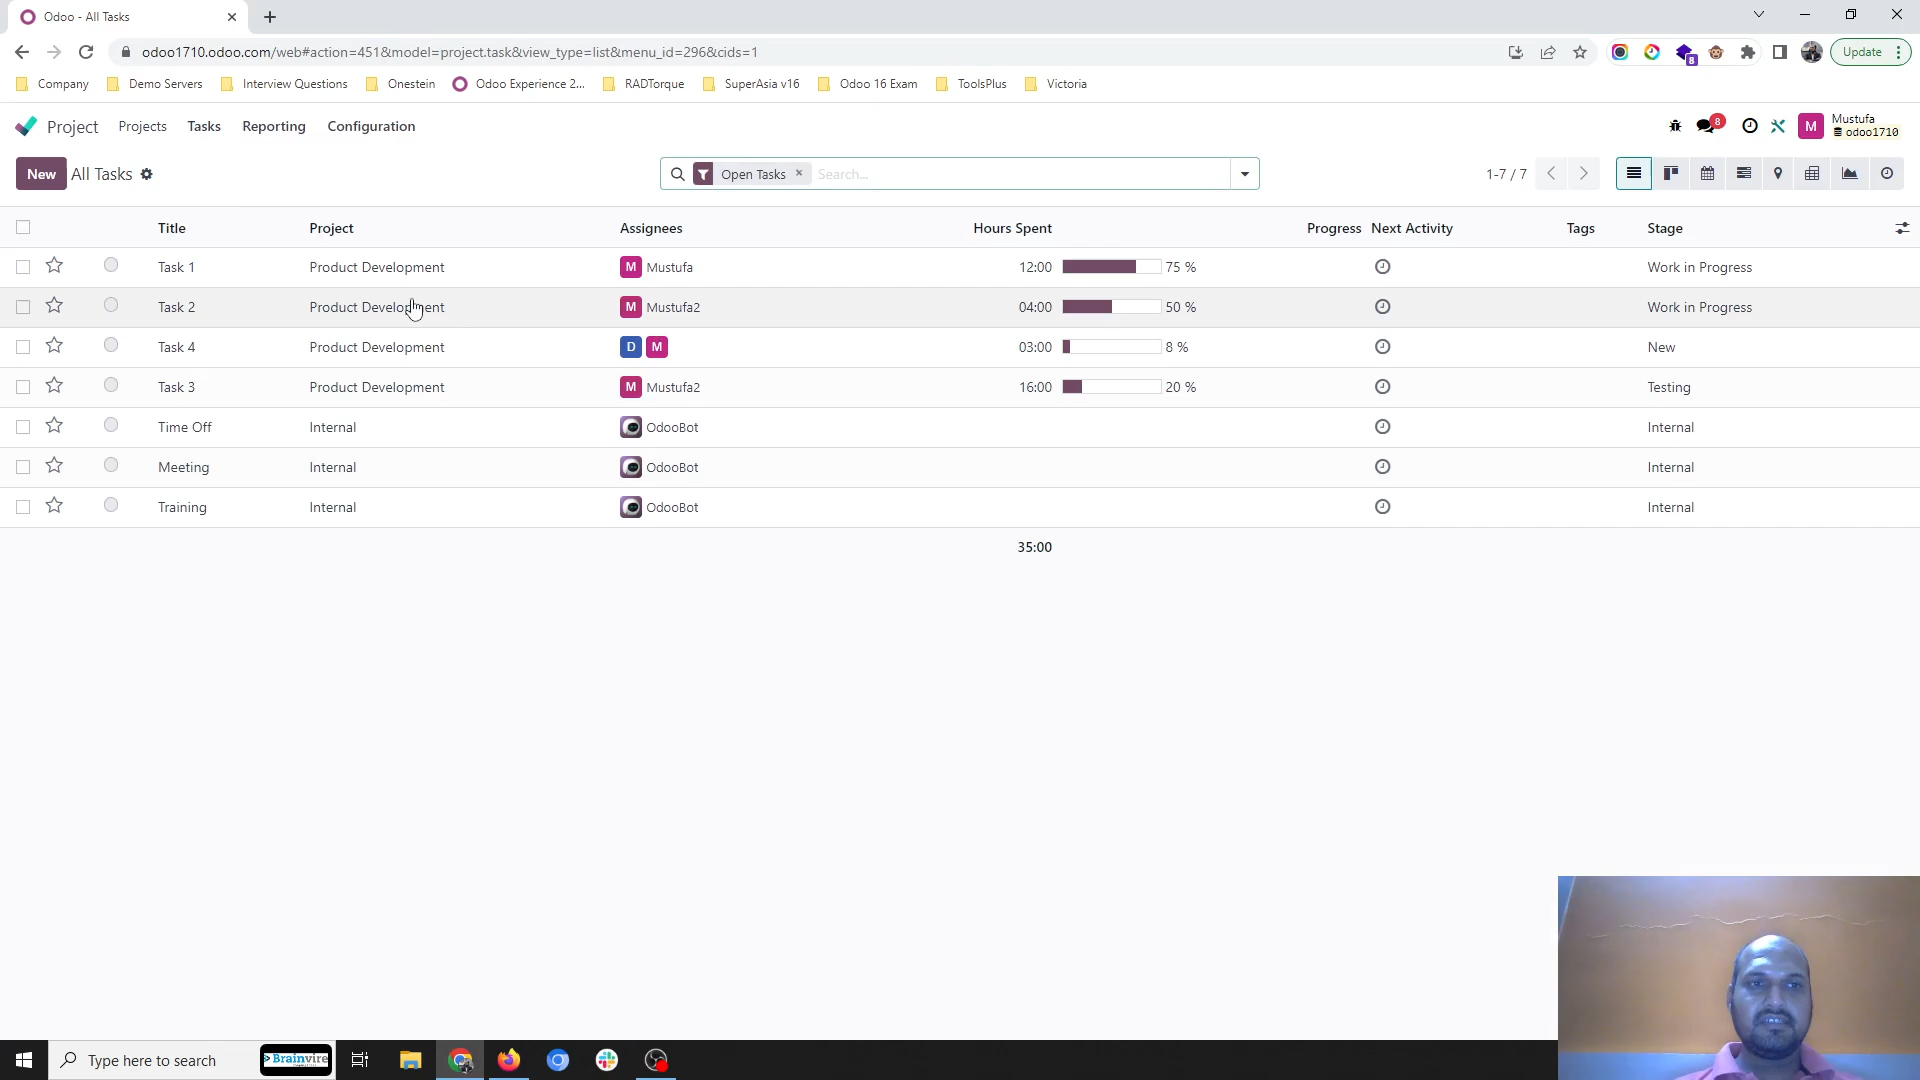 Odoo - All Tasks
odoo1710.odoo.com/web#action=451&model=project.task&view_type=list&menu_id=296&cids=1
8
Update
Company Demo Servers Interview Questions Onestein Odoo Experience 2... RADTorque SuperAsia v16 Odoo 16 Exam ToolsPlus Victoria
Project Projects Tasks Reporting Configuration
8
M Mustufa
odoo1710
New All Tasks
Open Tasks × Search...
1-7 / 7
Title Project Assignees Hours Spent Progress Next Activity Tags Stage
Task 1 Product Development M Mustufa 12:00 75 % Work in Progress
Task 2 Product Development M Mustufa2 04:00 50 % Work in Progress
Task 4 Product Development D M 03:00 8 % New
Task 3 Product Development M Mustufa2 16:00 20 % Testing
Time Off Internal OdooBot Internal
Meeting Internal OdooBot Internal
Training Internal OdooBot Internal
35:00
Type here to search
Brainvire